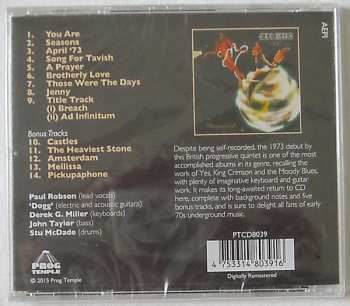 1. You Are
2. Seasons
3. April '73
4. Song For Tavish
5. A Prayer
6. Brotherly Love
7. Those Were The Days
8. Jenny
9. Title Track
(i) Breach
(ii) Ad Infinitum
Bonus Tracks
10. Castles
11. The Heaviest Stone
12. Amsterdam
13. Mellissa
14. Pickupaphone
Paul Robson (lead vocals)
'Dogg' (electric and acoustic guitars)
Derek G. Miller (keyboards)
John Taylor (bass)
Stu McDade (drums)
PROG
TEMPLE
© 2015 Prog Temple
Despite being self-recorded, the 1973 debut by
this British progressive quintet is one of the most
accomplished albums in its genre, recalling the
work of Yes, King Crimson and the Moody Blues,
with plenty of imaginative keyboard and guitar
work. It makes its long-awaited return to CD
here, complete with background notes and five
bonus tracks, and is sure to delight all fans of early
70s underground music.
PTCD8039
4 753314 803916
Digitally Remastered
AEPI